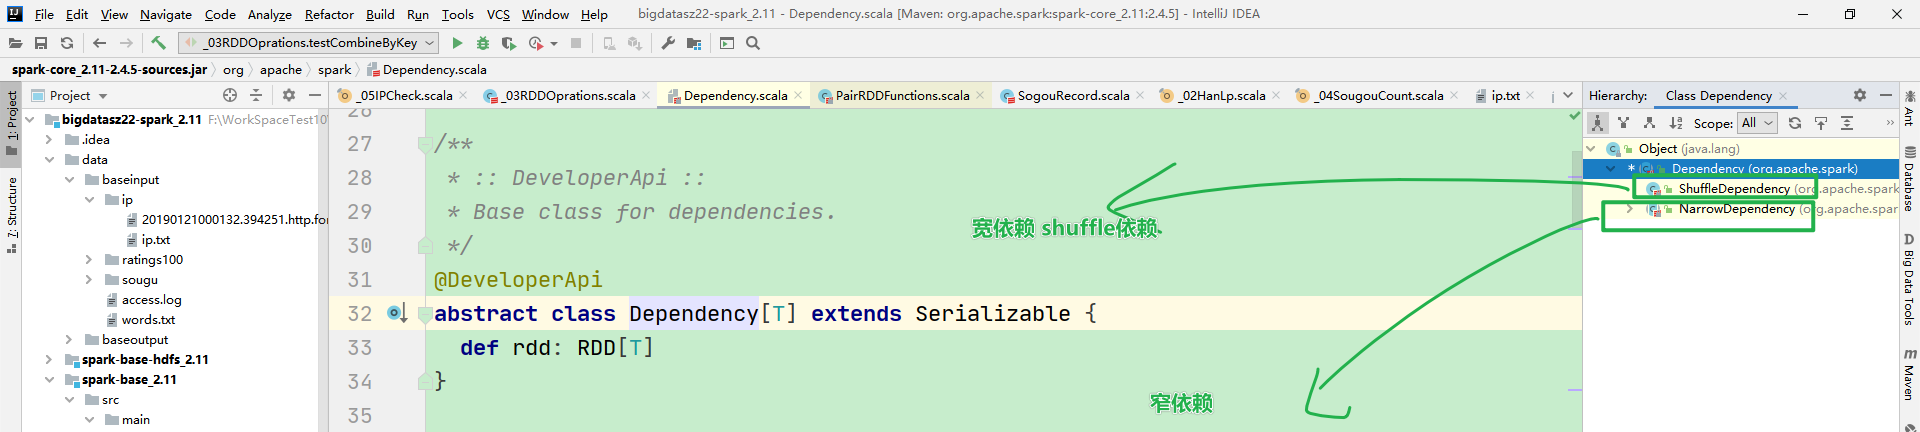 File Edit View Navigate Code Analyze Refactor Build Run Tools VCS Window Help bigdatasz22-spark_2.11 - Dependency.scala [Maven: org.apache.spark:spark-core_2.11:2.4.5] - IntelliJ IDEA
_03RDDOprations.testCombineByKey
spark-core_2.11-2.4.5-sources.jar org apache spark Dependency.scala
1: Project
7: Structure
Project
bigdatasz22-spark_2.11 F:\WorkSpaceTest10
.idea
data
baseinput
ip
20190121000132.394251.http.for
ip.txt
ratings100
sougu
access.log
words.txt
baseoutput
spark-base-hdfs_2.11
spark-base_2.11
src
main
_05IPCheck.scala _03RDDOprations.scala Dependency.scala PairRDDFunctions.scala SogouRecord.scala _02HanLp.scala _04SougouCount.scala ip.txt
26
27 /**
28 * :: DeveloperApi ::
29 * Base class for dependencies.
30 */
31 @DeveloperApi
32 abstract class Dependency[T] extends Serializable {
33 def rdd: RDD[T]
34 }
35
宽依赖 shuffle依赖
窄依赖
Hierarchy: Class Dependency
Scope: All
Object (java.lang)
* Dependency (org.apache.spark)
ShuffleDependency (org.apache.spark
NarrowDependency (org.apache.spar
Ant
Database
D Big Data Tools
m Maven